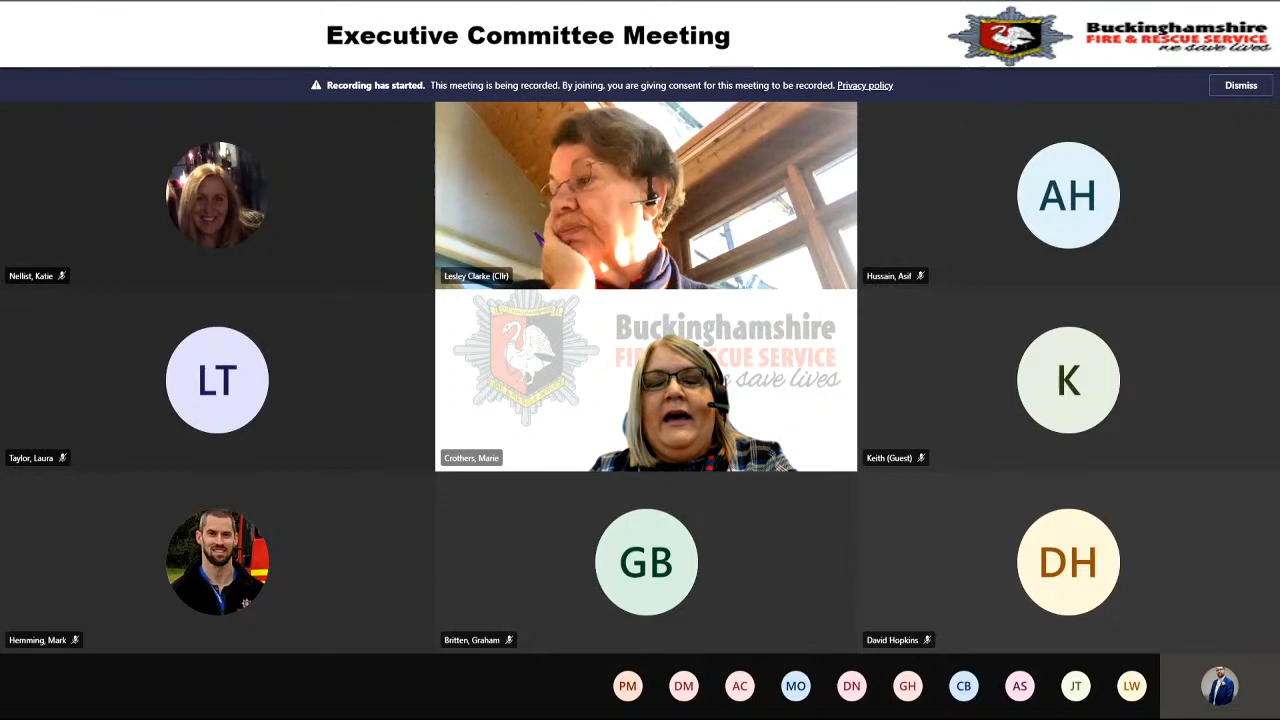 Executive Committee Meeting
Buckinghamshire
FIRE & RESCUE SERVICE
we save lives
Recording has started. This meeting is being recorded. By joining, you are giving consent for this meeting to be recorded. Privacy policy
Dismiss
Nellist, Katie
Lesley Clarke (Cllr)
AH
Hussain, Asif
LT
Taylor, Laura
Buckinghamshire
FIRE CUE SERVICE
save lives
Crothers, Marie
K
Keith (Guest)
Hemming, Mark
GB
Britten, Graham
DH
David Hopkins
PM
DM
AC
MO
DN
GH
CB
AS
JT
LW